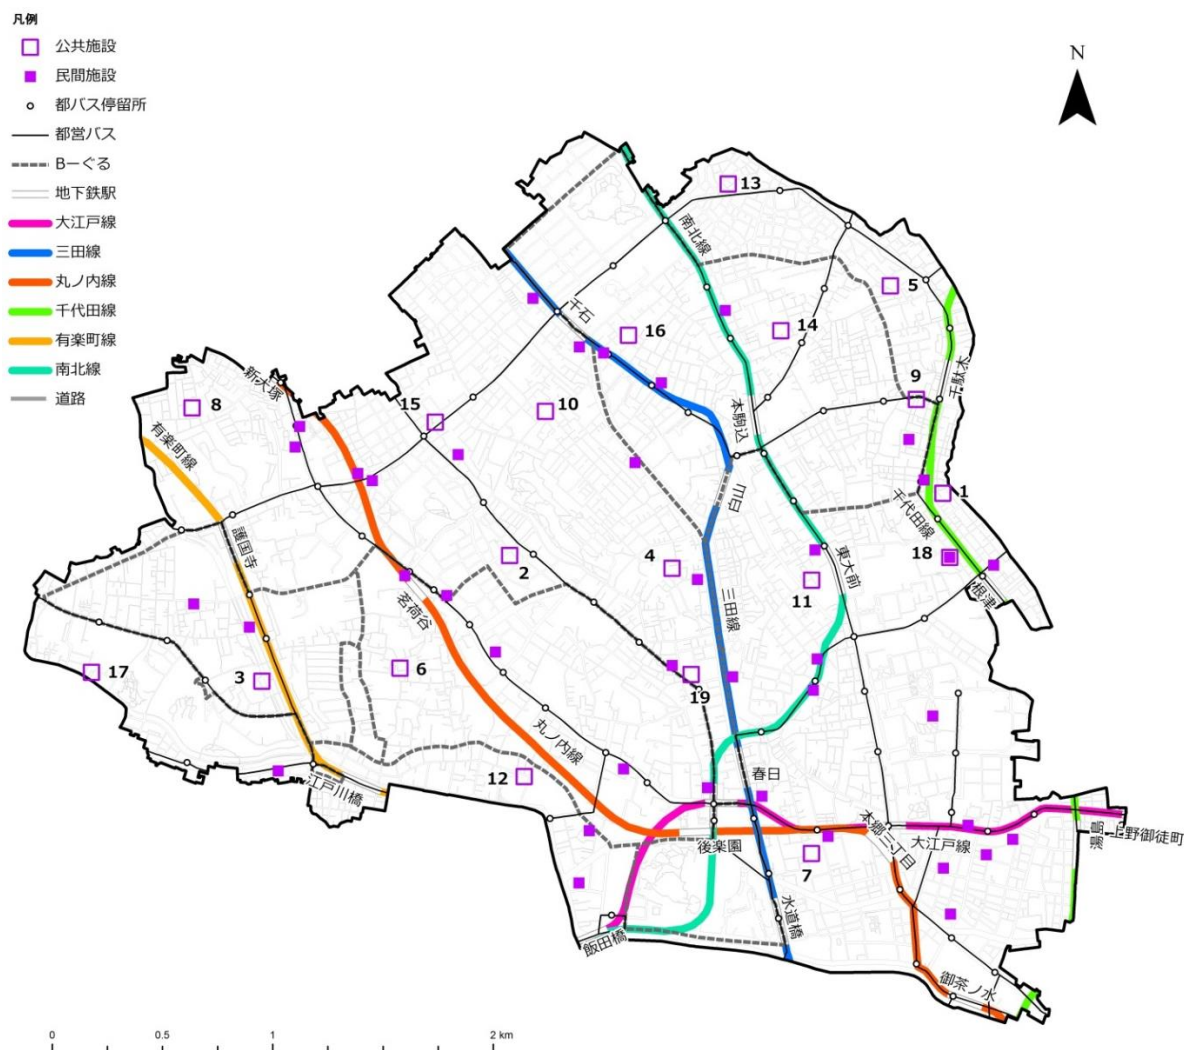 凡例
公共施設
民間施設
都バス停留所
都営バス
Bーぐる
地下鉄駅
大江戸線
三田線
丸ノ内線
千代田線
有楽町線
南北線
道路
N
13
南北線
5
千石
16
14
新大塚
9
千駄木
8
15
10
本駒込
有楽町線
白山
1
千代田線
護国寺
2
4
東大前
18
11
根津
茗荷谷
三田線
17
3
6
19
丸ノ内線
12
春日
江戸川橋
本郷三丁目
湯島
上野御徒町
後楽園
大江戸線
7
水道橋
飯田橋
御茶ノ水
0
0.5
1
2 km